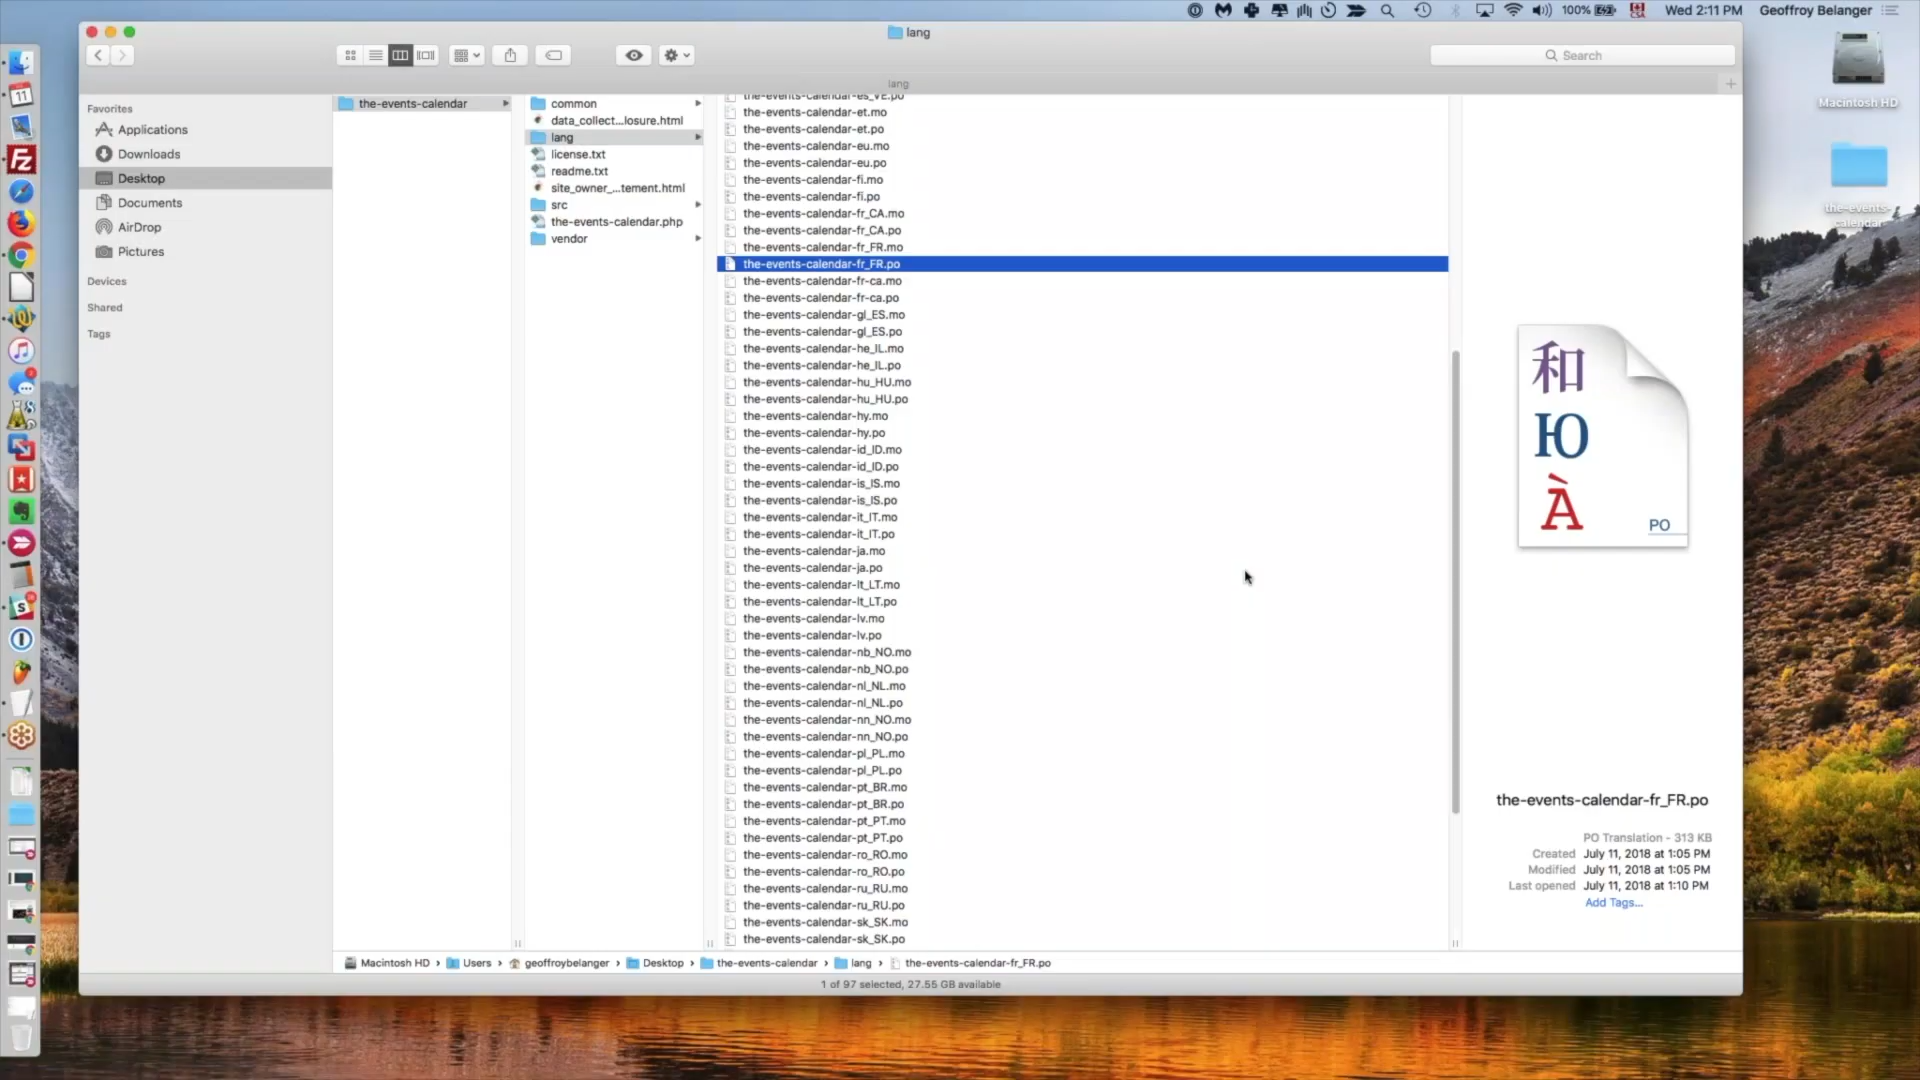 100%
Wed 2:11 PM
Geoffroy Belanger
lang
Search
lang
Favorites
Applications
Downloads
Desktop
Documents
AirDrop
Pictures
Devices
Shared
Tags
the-events-calendar
common
data_collect...losure.html
lang
license.txt
readme.txt
site_owner_...tement.html
src
the-events-calendar.php
vendor
the-events-calendar-es_VE.po
the-events-calendar-et.mo
the-events-calendar-et.po
the-events-calendar-eu.mo
the-events-calendar-eu.po
the-events-calendar-fi.mo
the-events-calendar-fi.po
the-events-calendar-fr_CA.mo
the-events-calendar-fr_CA.po
the-events-calendar-fr_FR.mo
the-events-calendar-fr_FR.po
the-events-calendar-fr-ca.mo
the-events-calendar-fr-ca.po
the-events-calendar-gl_ES.mo
the-events-calendar-gl_ES.po
the-events-calendar-he_IL.mo
the-events-calendar-he_IL.po
the-events-calendar-hu_HU.mo
the-events-calendar-hu_HU.po
the-events-calendar-hy.mo
the-events-calendar-hy.po
the-events-calendar-id_ID.mo
the-events-calendar-id_ID.po
the-events-calendar-is_IS.mo
the-events-calendar-is_IS.po
the-events-calendar-it_IT.mo
the-events-calendar-it_IT.po
the-events-calendar-ja.mo
the-events-calendar-ja.po
the-events-calendar-lt_LT.mo
the-events-calendar-lt_LT.po
the-events-calendar-lv.mo
the-events-calendar-lv.po
the-events-calendar-nb_NO.mo
the-events-calendar-nb_NO.po
the-events-calendar-nl_NL.mo
the-events-calendar-nl_NL.po
the-events-calendar-nn_NO.mo
the-events-calendar-nn_NO.po
the-events-calendar-pl_PL.mo
the-events-calendar-pl_PL.po
the-events-calendar-pt_BR.mo
the-events-calendar-pt_BR.po
the-events-calendar-pt_PT.mo
the-events-calendar-pt_PT.po
the-events-calendar-ro_RO.mo
the-events-calendar-ro_RO.po
the-events-calendar-ru_RU.mo
the-events-calendar-ru_RU.po
the-events-calendar-sk_SK.mo
the-events-calendar-sk_SK.po
和
Ю
À
PO
the-events-calendar-fr_FR.po
PO Translation - 313 KB
Created July 11, 2018 at 1:05 PM
Modified July 11, 2018 at 1:05 PM
Last opened July 11, 2018 at 1:10 PM
Add Tags...
Macintosh HD › Users › geoffroybelanger › Desktop › the-events-calendar › lang › the-events-calendar-fr_FR.po
1 of 97 selected, 27.55 GB available
Macintosh HD
the-events-
calendar
11
FZ